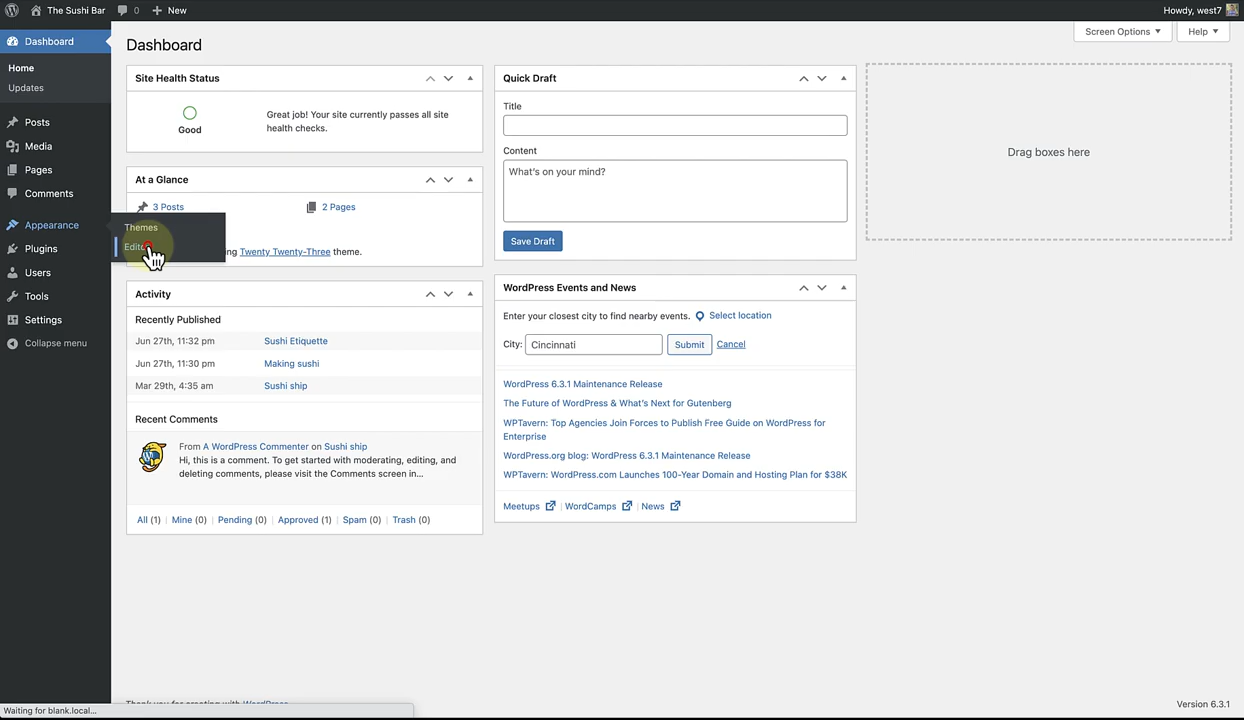 The Sushi Bar 0 New Howdy, west7
Dashboard
Home
Updates
Posts
Media
Pages
Comments
Appearance
Plugins
Users
Tools
Settings
Collapse menu
Themes
Dashboard
Screen Options ▼ Help ▼
Site Health Status
Good
Great job! Your site currently passes all site
health checks.
At a Glance
3 Posts 2 Pages
Twenty Twenty-Three theme.
Activity
Recently Published
Jun 27th, 11:32 pm Sushi Etiquette
Jun 27th, 11:30 pm Making sushi
Mar 29th, 4:35 am Sushi ship
Recent Comments
From A WordPress Commenter on Sushi ship
Hi, this is a comment. To get started with moderating, editing, and
deleting comments, please visit the Comments screen in…
All (1) | Mine (0) | Pending (0) | Approved (1) | Spam (0) | Trash (0)
Quick Draft
Title
Content
What's on your mind?
Save Draft
WordPress Events and News
Enter your closest city to find nearby events. Select location
City: Cincinnati Submit Cancel
WordPress 6.3.1 Maintenance Release
The Future of WordPress & What's Next for Gutenberg
WPTavern: Top Agencies Join Forces to Publish Free Guide on WordPress for
Enterprise
WordPress.org blog: WordPress 6.3.1 Maintenance Release
WPTavern: WordPress.com Launches 100-Year Domain and Hosting Plan for $38K
Meetups | WordCamps | News
Drag boxes here
Thank you for creating with WordPress
Version 6.3.1
Waiting for blank.local...